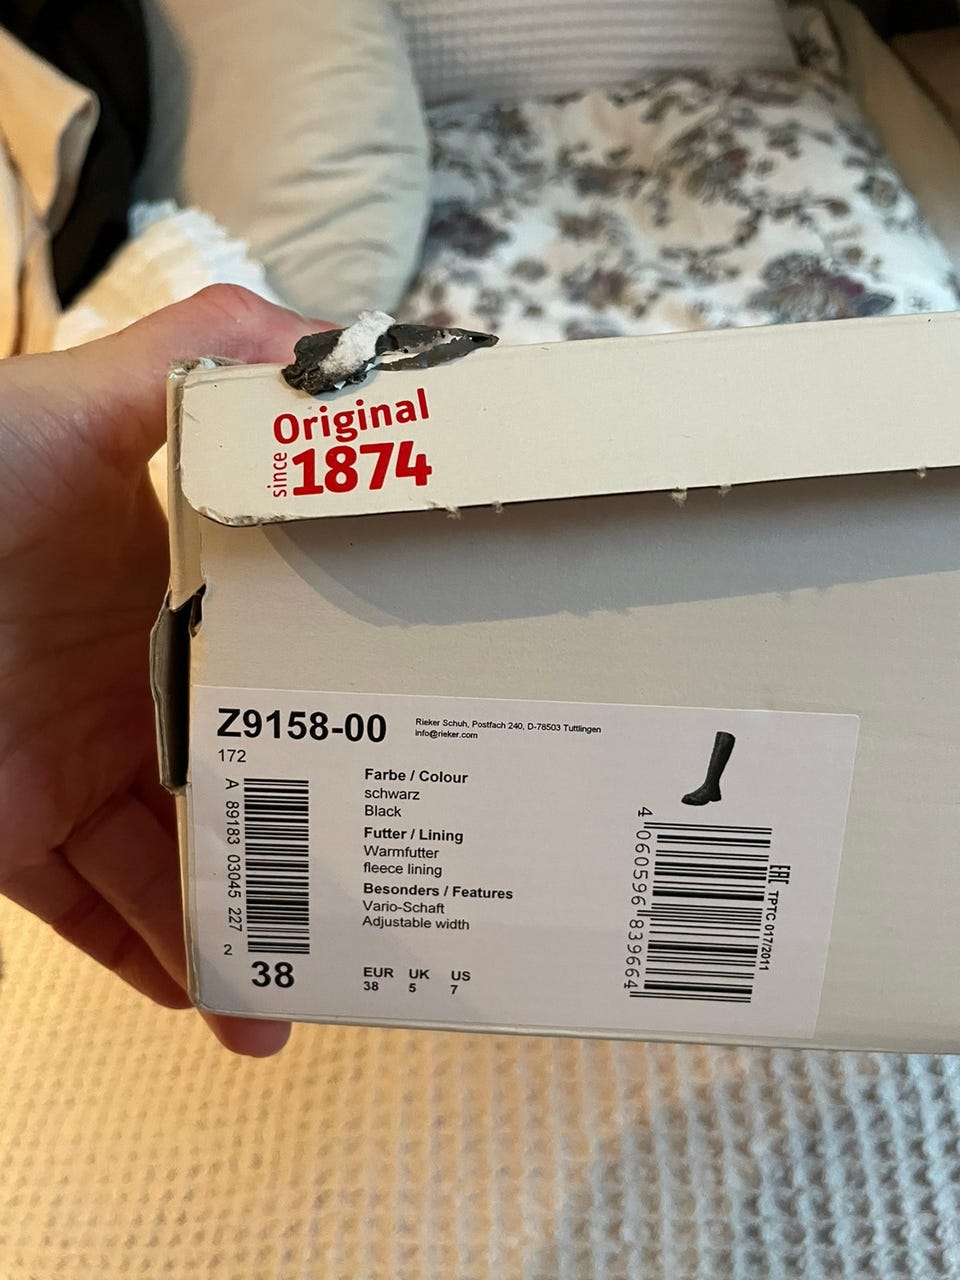 Original
since 1874
Z9158-00
172
Rieker Schuh, Postfach 240, D-78503 Tuttlingen
info@rieker.com
A 89183 03045 227 2
Farbe / Colour
schwarz
Black
Futter / Lining
Warmfutter
fleece lining
Besonders / Features
Vario-Schaft
Adjustable width
38
EUR UK US
38 5 7
4 060596 839664
EAC TPTC 017/2011